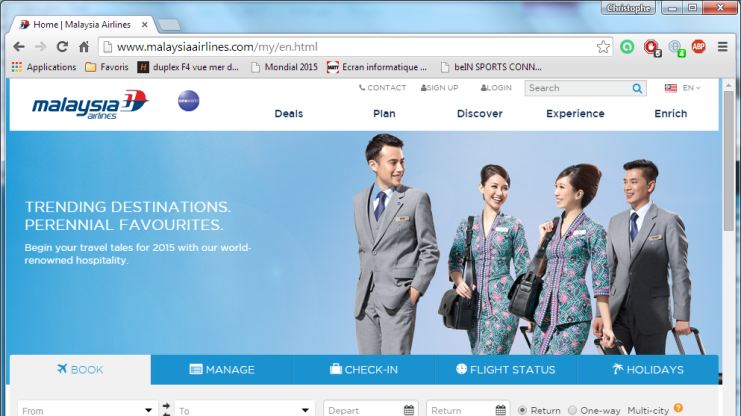 Christophe
Home | Malaysia Airlines
www.malaysiaairlines.com/my/en.html
Applications Favoris duplex F4 vue mer d... Mondial 2015 Ecran informatique ... beIN SPORTS CONN...
CONTACT SIGN UP LOGIN Search EN
malaysia airlines
Deals Plan Discover Experience Enrich
TRENDING DESTINATIONS.
PERENNIAL FAVOURITES.
Begin your travel tales for 2015 with our world-
renowned hospitality.
BOOK MANAGE CHECK-IN FLIGHT STATUS HOLIDAYS
From To Depart Return Return One-way Multi-city ?